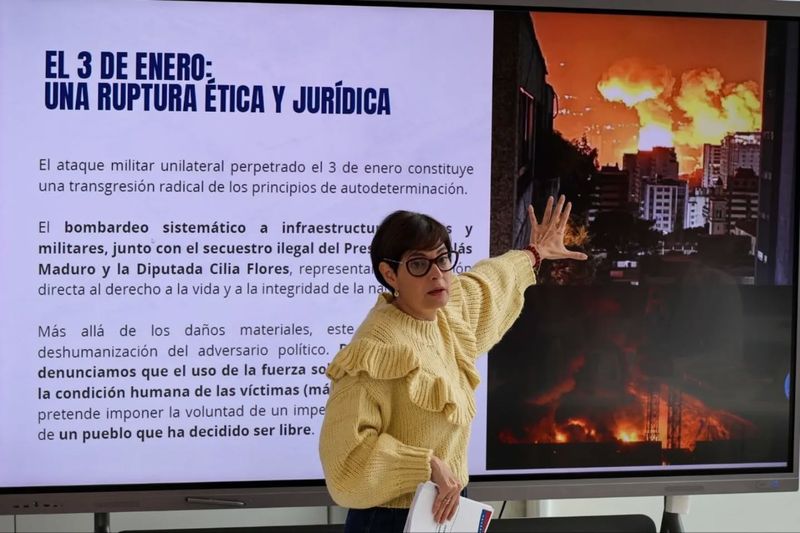 EL 3 DE ENERO:
UNA RUPTURA ÉTICA Y JURÍDICA
El ataque militar unilateral perpetrado el 3 de enero constituye
una transgresión radical de los principios de autodeterminación.
El bombardeo sistemático a y
militares, junto con el secuestro ilegal del
Maduro y la Diputada Cilia Flores,
directa al derecho a la vida y a la integridad de la
Más allá de los daños materiales, este
deshumanización del adversario político.
denunciamos que el uso de la fuerza
la condición humana de las víctimas
pretende imponer la voluntad de un
de un pueblo que ha decidido ser libre.